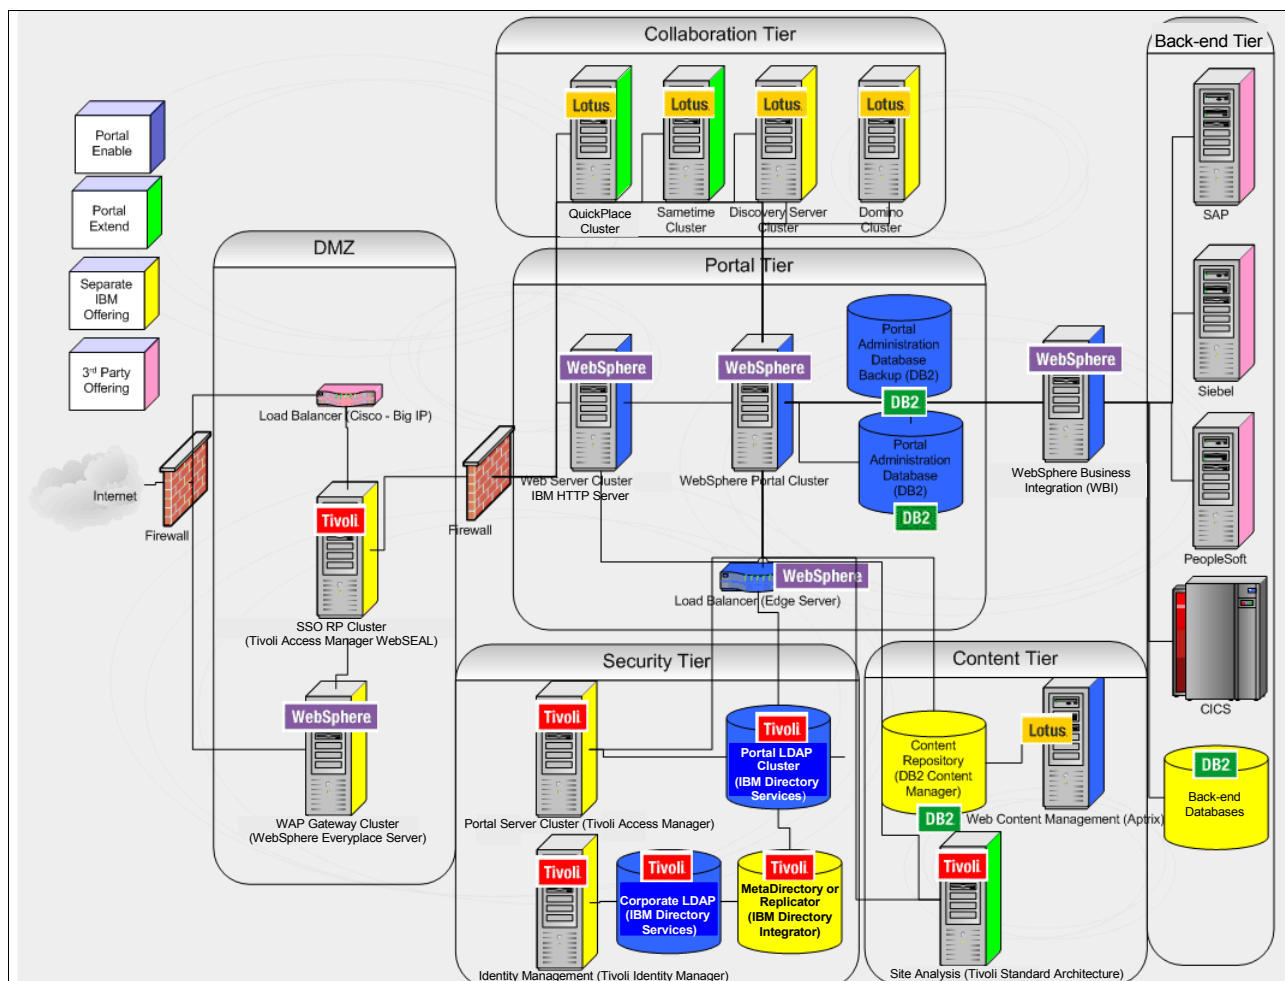 Collaboration Tier
Lotus.
Lotus.
Lotus.
Lotus.
QuickPlace
Cluster
Sametime
Cluster
Discovery Server
Cluster
Domino
Cluster
Back-end Tier
SAP
Siebel
PeopleSoft
CICS
DB2
Back-end
Databases
Portal
Enable
Portal
Extend
Separate
IBM
Offering
3rd Party
Offering
Internet
Firewall
DMZ
Load Balancer (Cisco - Big IP)
Tivoli
SSO RP Cluster
(Tivoli Access Manager WebSEAL)
WebSphere
WAP Gateway Cluster
(WebSphere Everyplace Server)
Firewall
Portal Tier
WebSphere
Web Server Cluster
IBM HTTP Server
WebSphere
WebSphere Portal Cluster
Portal
Administration
Database
Backup (DB2)
DB2
Portal
Administration
Database
(DB2)
DB2
WebSphere
WebSphere Business
Integration (WBI)
WebSphere
Load Balancer (Edge Server)
Security Tier
Tivoli
Portal Server Cluster (Tivoli Access Manager)
Tivoli
Portal LDAP
Cluster
(IBM Directory
Services)
Tivoli
Identity Management (Tivoli Identity Manager)
Tivoli
Corporate LDAP
(IBM Directory
Services)
Tivoli
MetaDirectory or
Replicator
(IBM Directory
Integrator)
Content Tier
Content
Repository
(DB2 Content
Manager)
DB2
Lotus.
Web Content Management (Aptrix)
Tivoli
Site Analysis (Tivoli Standard Architecture)